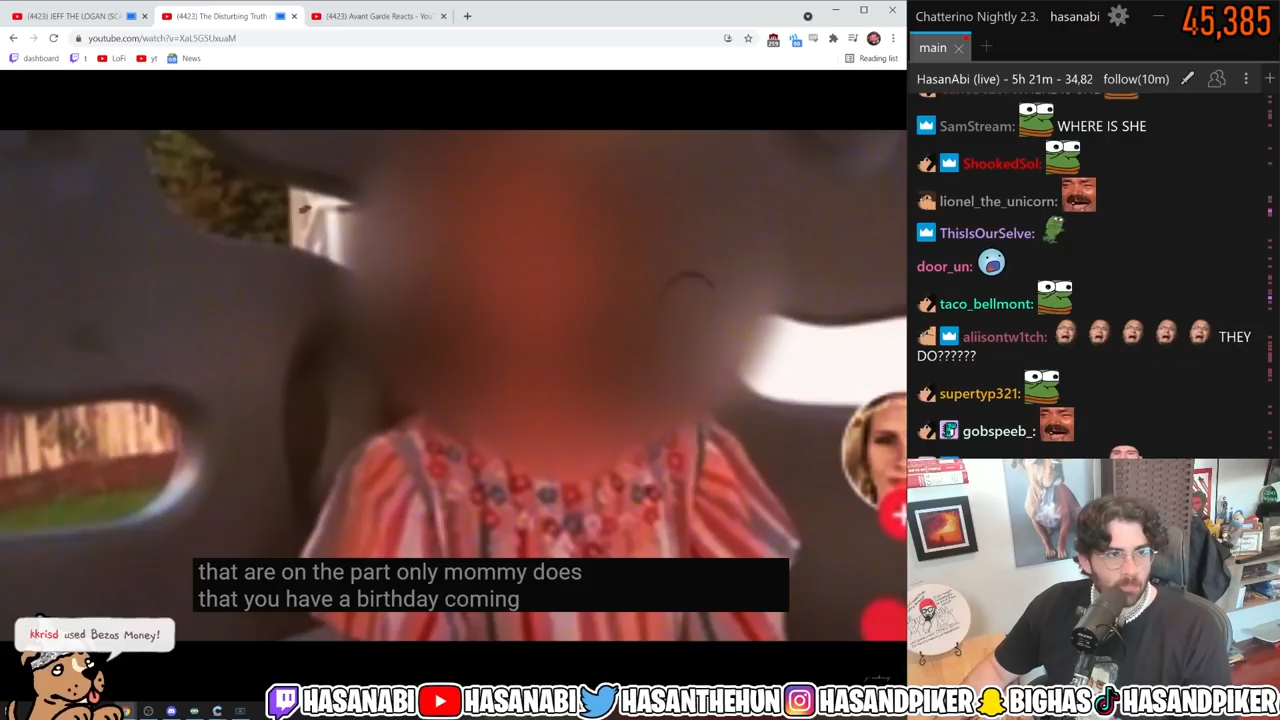 (4423) JEFF THE LOGAN (SC
(4423) The Disturbing Truth
(4423) Avant Garde Reacts - You
youtube.com/watch?v=XaL5G5UxuaM
dashboard
t
LoFi
yt
News
Reading list
that are on the part only mommy does
that you have a birthday coming
kkrisd used Bezos Money!
Chatterino Nightly 2.3.
hasanabi
45,385
main
HasanAbi (live) - 5h 21m - 34,82
follow(10m)
SamStream: WHERE IS SHE
ShookedSol:
lionel_the_unicorn:
ThisIsOurSelve:
door_un:
taco_bellmont:
aliisontw1tch: THEY
DO??????
supertyp321:
gobspeeb_:
HASANABI
HASANABI
HASANTHEHUN
HASANDPIKER
BIGHAS
HASANDPIKER